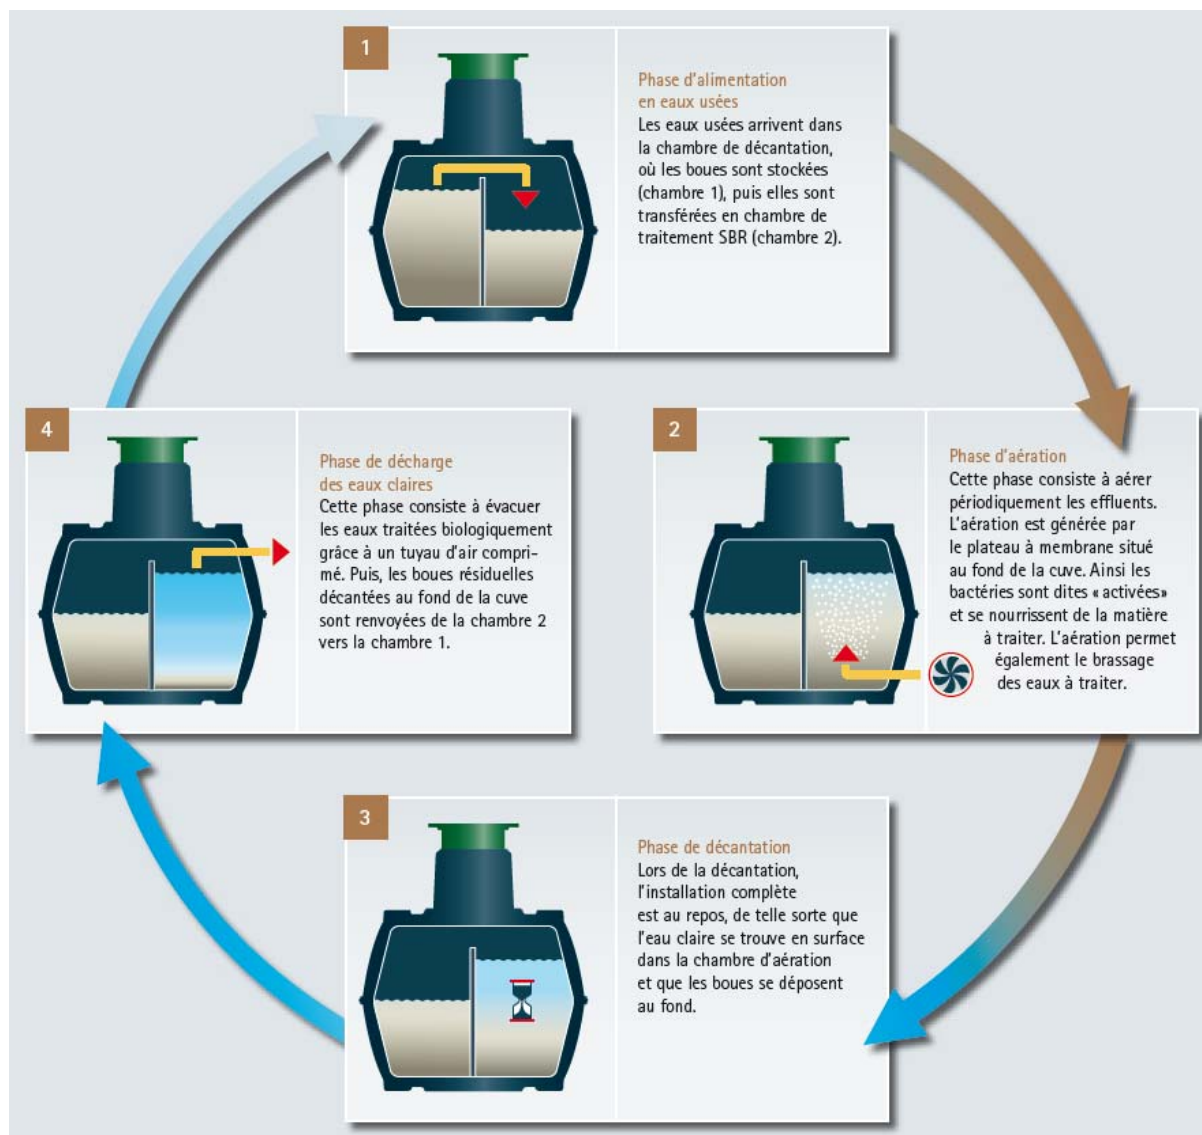 1
Phase d'alimentation
en eaux usées
Les eaux usées arrivent dans
la chambre de décantation,
où les boues sont stockées
(chambre 1), puis elles sont
transférées en chambre de
traitement SBR (chambre 2).
2
Phase d'aération
Cette phase consiste à aérer
périodiquement les effluents.
L'aération est générée par
le plateau à membrane situé
au fond de la cuve. Ainsi les
bactéries sont dites « activées»
et se nourrissent de la matière
à traiter. L'aération permet
également le brassage
des eaux à traiter.
3
Phase de décantation
Lors de la décantation,
l'installation complète
est au repos, de telle sorte que
l'eau claire se trouve en surface
dans la chambre d'aération
et que les boues se déposent
au fond.
4
Phase de décharge
des eaux claires
Cette phase consiste à évacuer
les eaux traitées biologiquement
grâce à un tuyau d'air compri-
mé. Puis, les boues résiduelles
décantées au fond de la cuve
sont renvoyées de la chambre 2
vers la chambre 1.